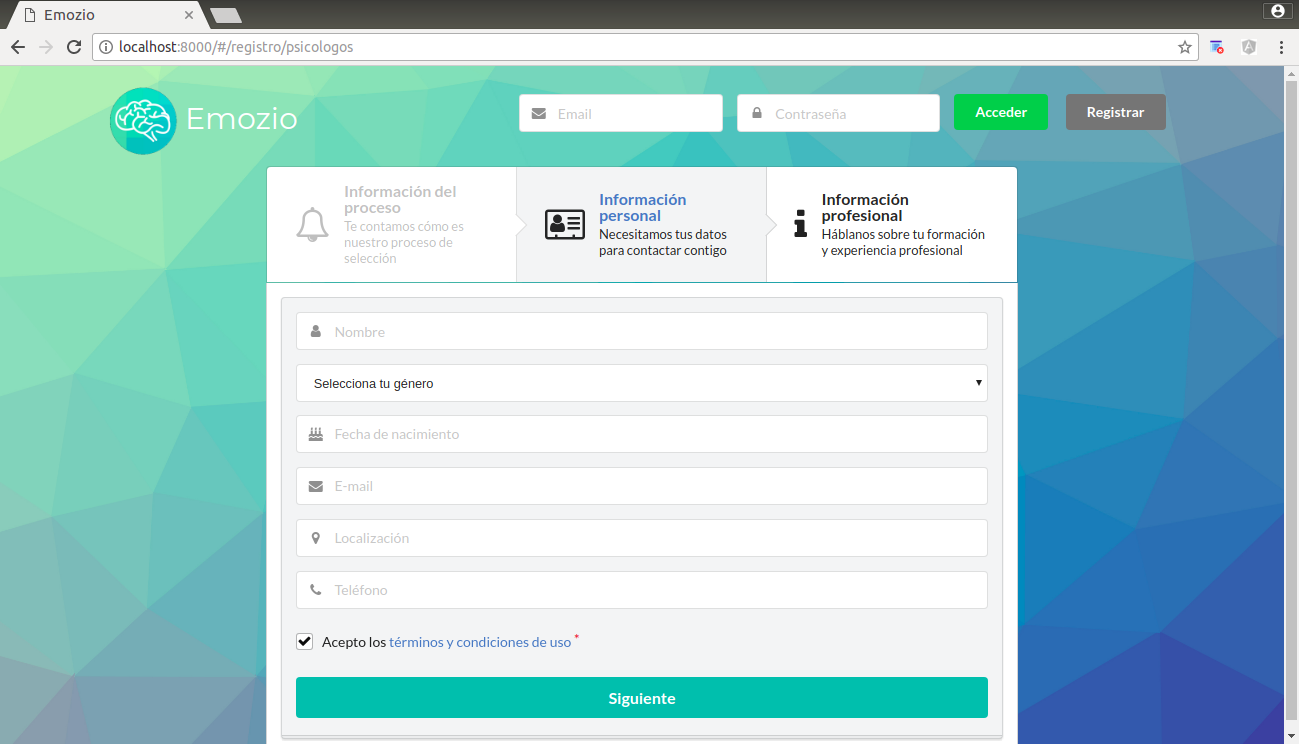 Emozio
localhost:8000/#/registro/psicologos
Emozio
Email
Contraseña
Acceder
Registrar
Información del
proceso
Te contamos cómo es
nuestro proceso de
selección
Información
personal
Necesitamos tus datos
para contactar contigo
Información
profesional
Háblanos sobre tu formación
y experiencia profesional
Nombre
Selecciona tu género
Fecha de nacimiento
E-mail
Localización
Teléfono
Acepto los términos y condiciones de uso *
Siguiente